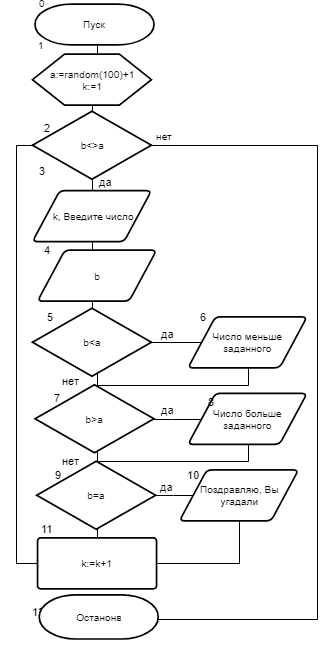 0
Пуск
1
a:=random(100)+1
k:=1
2
b<>a
нет
3
да
k, Введите число
4
b
5
6
b<a
да
Число меньше
заданного
нет
7
8
b>a
да
Число больше
заданного
нет
9
10
b=a
да
Поздравляю, Вы
угадали
11
k:=k+1
Останонв